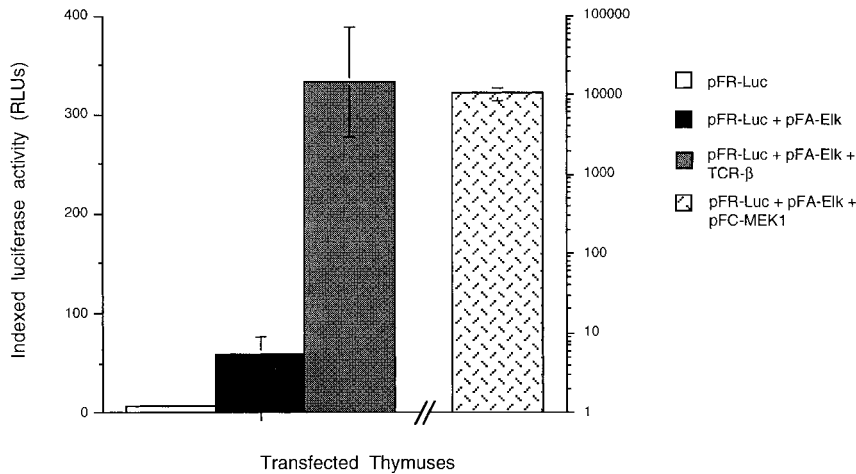 Indexed luciferase activity (RLUs)
400
300
200
100
0
100000
10000
1000
100
10
1
pFR-Luc
pFR-Luc + pFA-Elk
pFR-Luc + pFA-Elk +
TCR-β
pFR-Luc + pFA-Elk +
pFC-MEK1
//
Transfected Thymuses